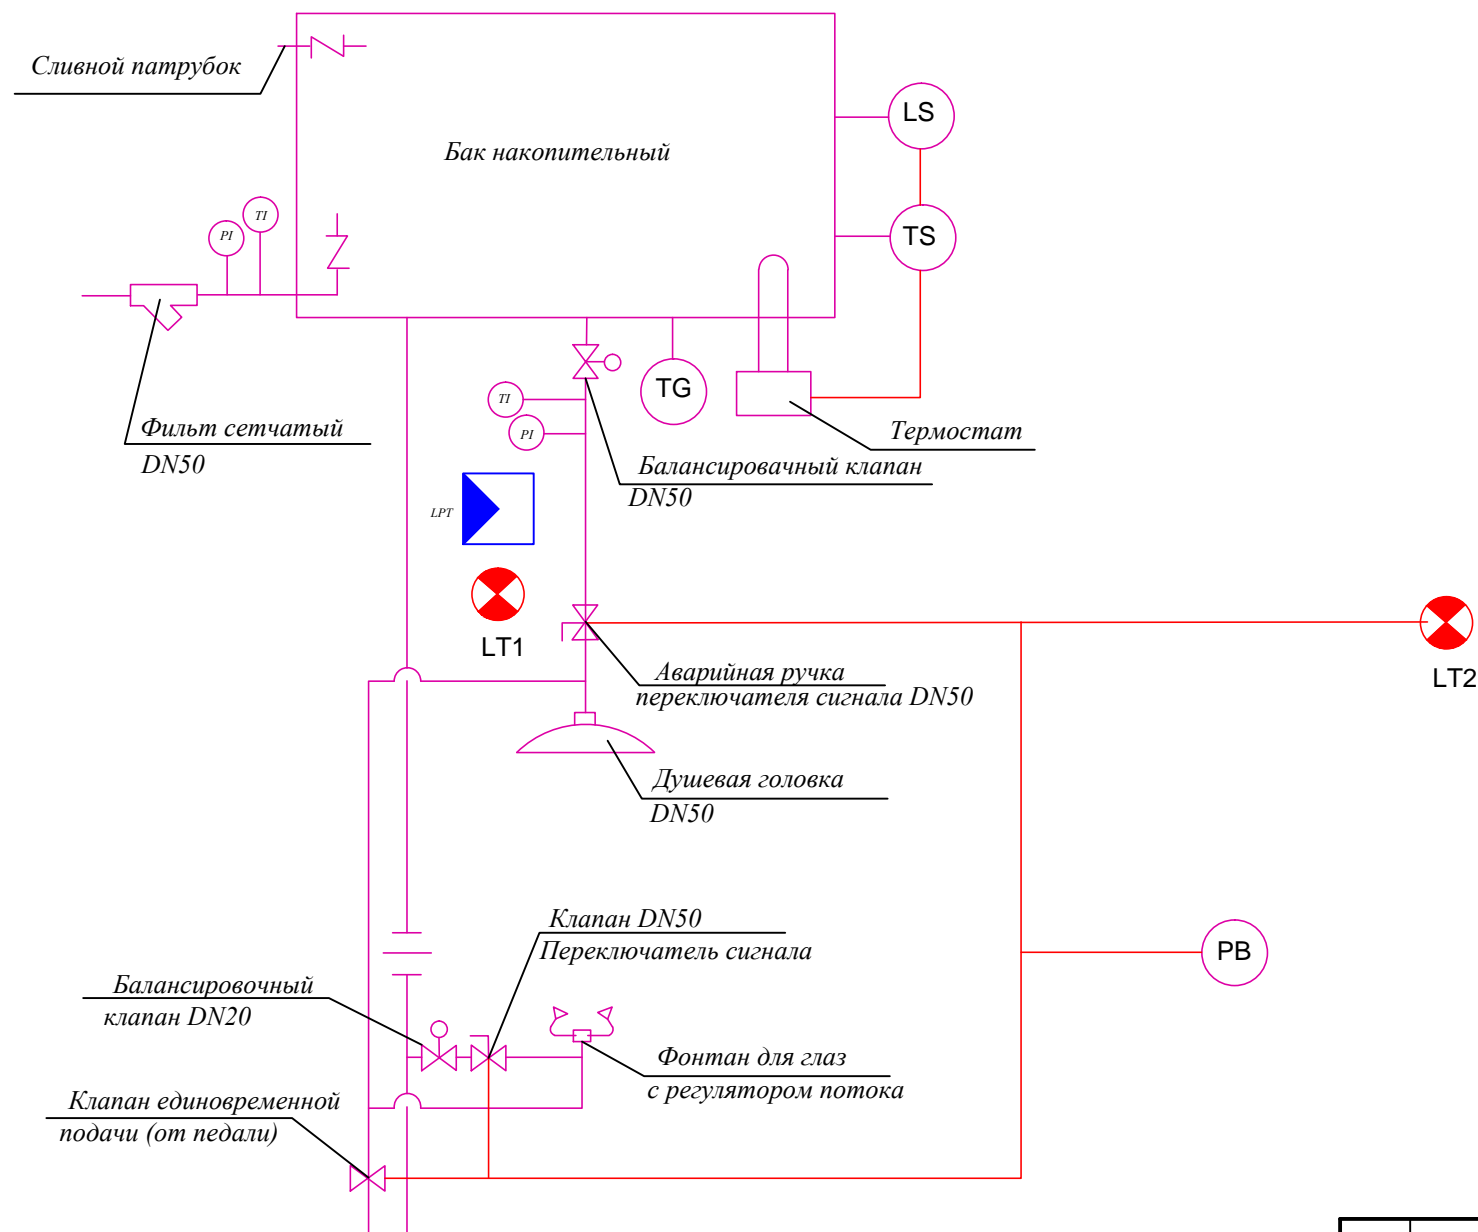 Сливной патрубок
LS
Бак накопительный
TI
PI
TS
TG
TI
Фильт сетчатый
DN50
PI
Термостат
Балансировачный клапан
DN50
LPT
LT1
Аварийная ручка
переключателя сигнала DN50
LT2
Душевая головка
DN50
Клапан DN50
Переключатель сигнала
PB
Балансировочный
клапан DN20
Фонтан для глаз
с регулятором потока
Клапан единовременной
подачи (от педали)